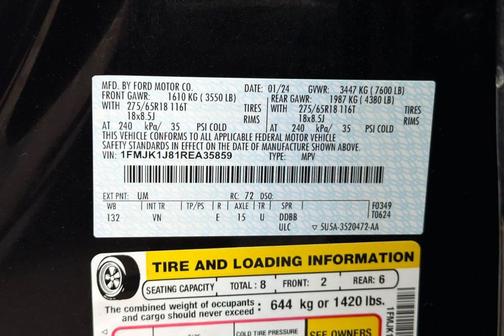 MFD. BY FORD MOTOR CO. 01/24 GVWR: 3447 KG (7600 LB)
FRONT GAWR: 1610 KG (3550 LB) REAR GAWR: 1987 KG (4380 LB)
WITH WITH
275/65R18 116T TIRES 275/65R18 116T TIRES
18x8.5J RIMS 18x8.5J RIMS
AT 240 kPa/ 35 PSI COLD AT 240 kPa/ 35 PSI COLD
THIS VEHICLE CONFORMS TO ALL APPLICABLE FEDERAL MOTOR VEHICLE
SAFETY STANDARDS IN EFFECT ON THE DATE OF MANUFACTURE SHOWN ABOVE.
VIN: 1FMJK1J81REA35859 TYPE: MPV
EXT PNT: UM RC: 72 DSO: F0349
WB INT TR TP/PS R AXLE TR SPR T0624
132 VN E 15 U DDBB
ULC ▽ 5U5A-3520472-AA
TIRE AND LOADING INFORMATION
SEATING CAPACITY TOTAL : 8 FRONT: 2 REAR: 6
The combined weight of occupants and cargo should never exceed: 644 kg or 1420 lbs.
SEE OWNERS